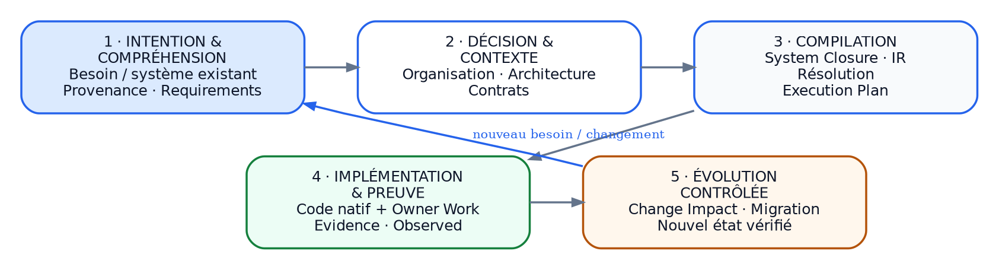 1 · INTENTION &
COMPRÉHENSION
Besoin / système existant
Provenance · Requirements
2 · DÉCISION &
CONTEXTE
Organisation · Architecture
Contrats
3 · COMPILATION
System Closure · IR
Résolution
Execution Plan
nouveau besoin / changement
4 · IMPLÉMENTATION
& PREUVE
Code natif + Owner Work
Evidence · Observed
5 · ÉVOLUTION
CONTRÔLÉE
Change Impact · Migration
Nouvel état vérifié